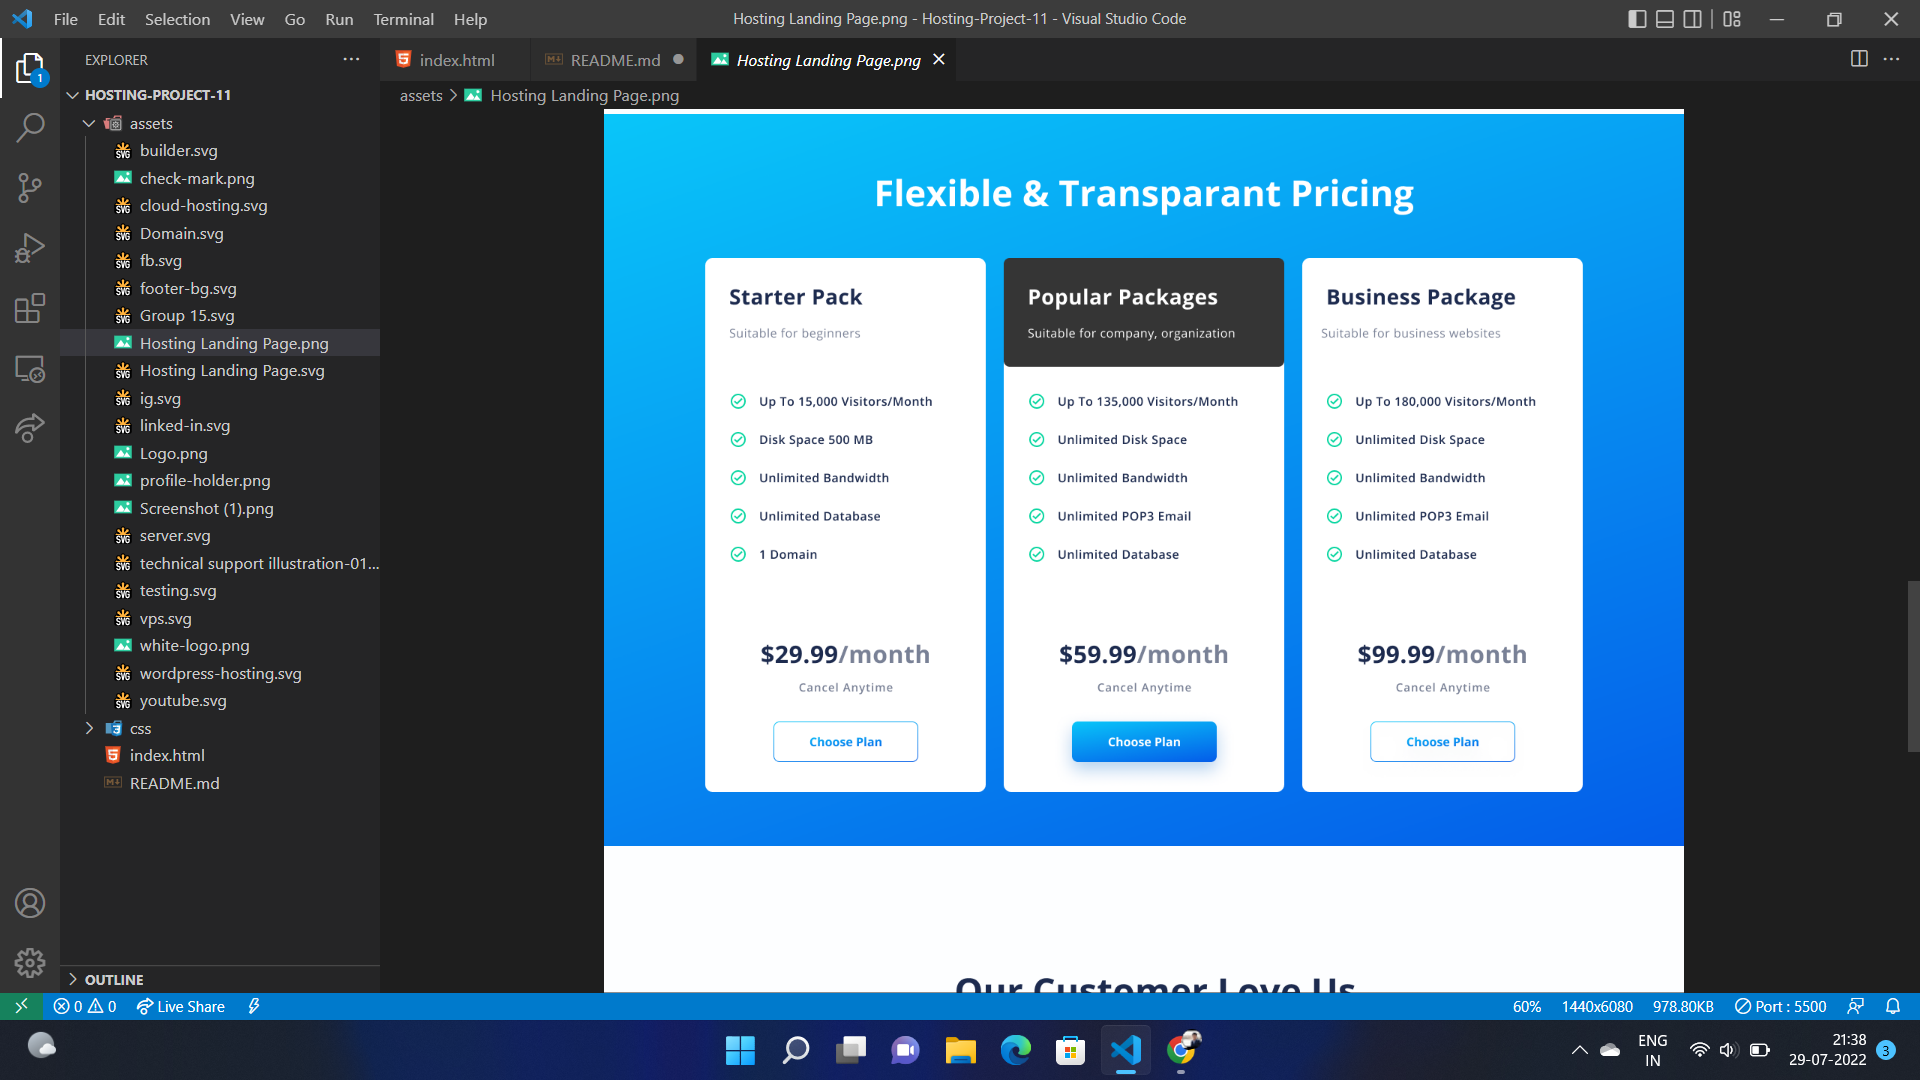 File Edit Selection View Go Run Terminal Help
Hosting Landing Page.png - Hosting-Project-11 - Visual Studio Code
EXPLORER
1
HOSTING-PROJECT-11
assets
builder.svg
check-mark.png
cloud-hosting.svg
Domain.svg
fb.svg
footer-bg.svg
Group 15.svg
Hosting Landing Page.png
Hosting Landing Page.svg
ig.svg
linked-in.svg
Logo.png
profile-holder.png
Screenshot (1).png
server.svg
technical support illustration-01...
testing.svg
vps.svg
white-logo.png
wordpress-hosting.svg
youtube.svg
css
index.html
README.md
OUTLINE
index.html
README.md
Hosting Landing Page.png
assets > Hosting Landing Page.png
Flexible & Transparant Pricing
Starter Pack
Suitable for beginners
Up To 15,000 Visitors/Month
Disk Space 500 MB
Unlimited Bandwidth
Unlimited Database
1 Domain
$29.99/month
Cancel Anytime
Choose Plan
Popular Packages
Suitable for company, organization
Up To 135,000 Visitors/Month
Unlimited Disk Space
Unlimited Bandwidth
Unlimited POP3 Email
Unlimited Database
$59.99/month
Cancel Anytime
Choose Plan
Business Package
Suitable for business websites
Up To 180,000 Visitors/Month
Unlimited Disk Space
Unlimited Bandwidth
Unlimited POP3 Email
Unlimited Database
$99.99/month
Cancel Anytime
Choose Plan
Our Customer Love Us
0 0 Live Share
60% 1440x6080 978.80KB Port : 5500
ENG
IN
21:38
29-07-2022
3